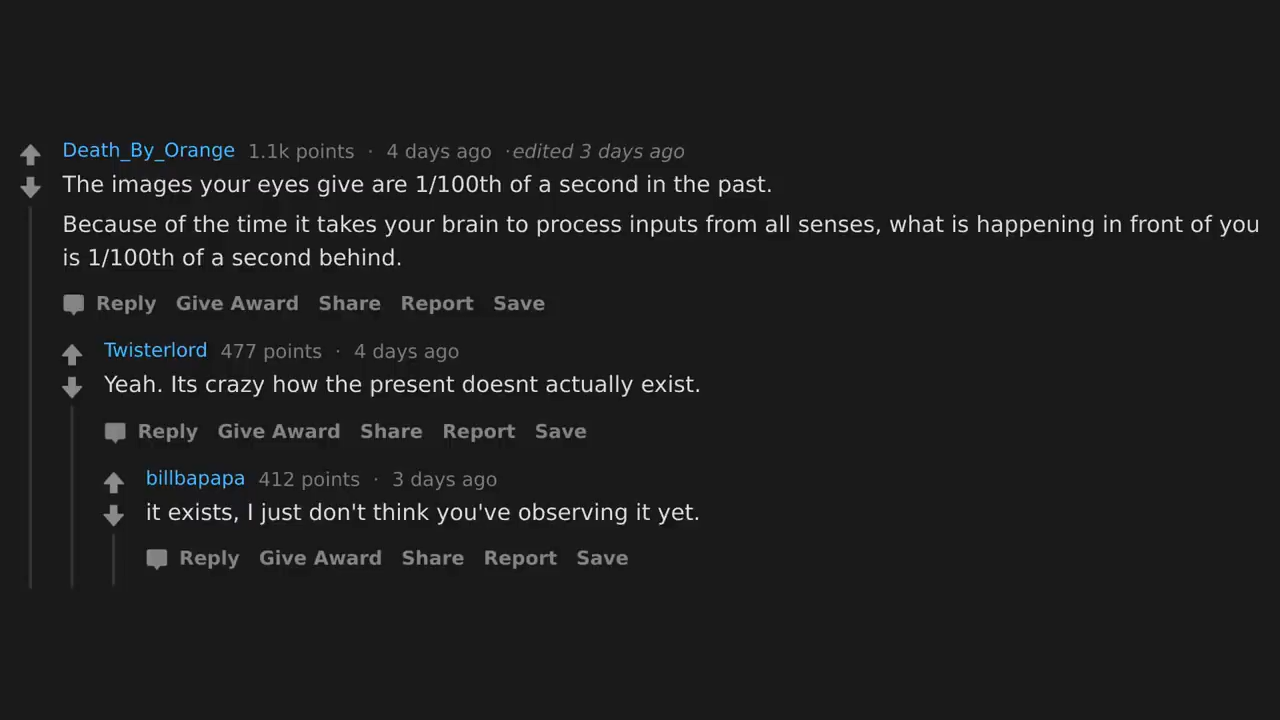 Death_By_Orange 1.1k points · 4 days ago ·edited 3 days ago
The images your eyes give are 1/100th of a second in the past.
Because of the time it takes your brain to process inputs from all senses, what is happening in front of you
is 1/100th of a second behind.
Reply Give Award Share Report Save
Twisterlord 477 points · 4 days ago
Yeah. Its crazy how the present doesnt actually exist.
Reply Give Award Share Report Save
billbapapa 412 points · 3 days ago
it exists, I just don't think you've observing it yet.
Reply Give Award Share Report Save